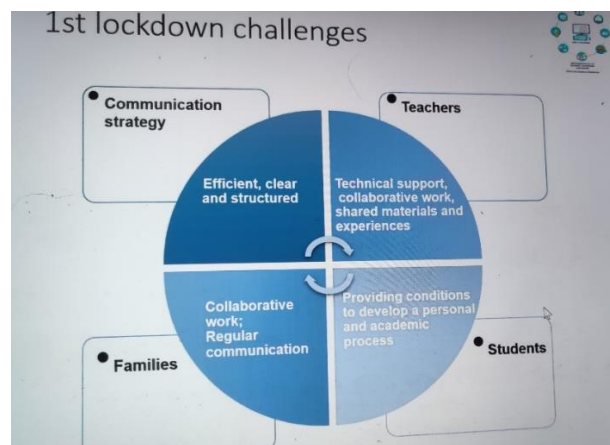 1st lockdown challenges
• Communication
strategy
• Teachers
Efficient, clear
and structured
Technical support,
collaborative work,
shared materials and
experiences
Collaborative
work;
Regular
communication
Providing conditions
to develop a personal
and academic
process
• Families
• Students